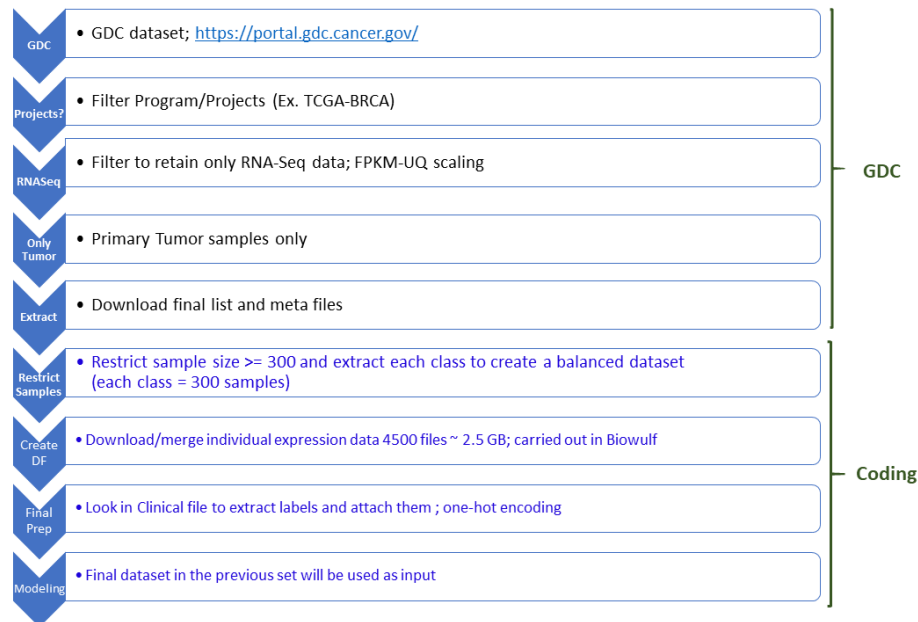 GDC
• GDC dataset; https://portal.gdc.cancer.gov/
Projects?
• Filter Program/Projects (Ex. TCGA-BRCA)
RNASeq
• Filter to retain only RNA-Seq data; FPKM-UQ scaling
Only
Tumor
• Primary Tumor samples only
Extract
• Download final list and meta files
GDC
Restrict
Samples
• Restrict sample size >= 300 and extract each class to create a balanced dataset
(each class = 300 samples)
Create
DF
• Download/merge individual expression data 4500 files ~ 2.5 GB; carried out in Biowulf
Final
Prep
• Look in Clinical file to extract labels and attach them ; one-hot encoding
Modeling
• Final dataset in the previous set will be used as input
Coding